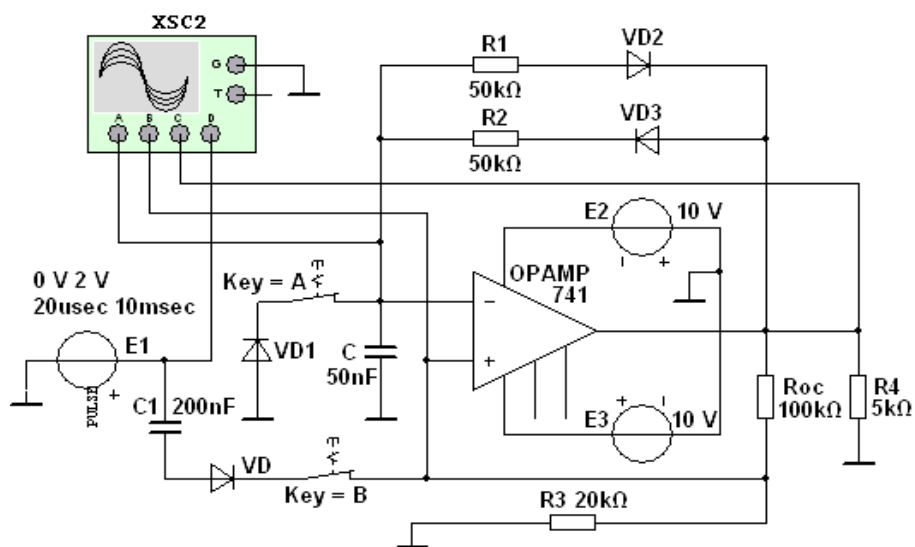 XSC2
G
T
A B C D
R1
50kΩ
VD2
R2
50kΩ
VD3
E2
10 V
OPAMP
741
0 V 2 V
20usec 10msec
E1
PULSE
Key = A
VD1
C
50nF
C1
200nF
VD
Key = B
E3
10 V
Roc
100kΩ
R4
5kΩ
R3 20kΩ